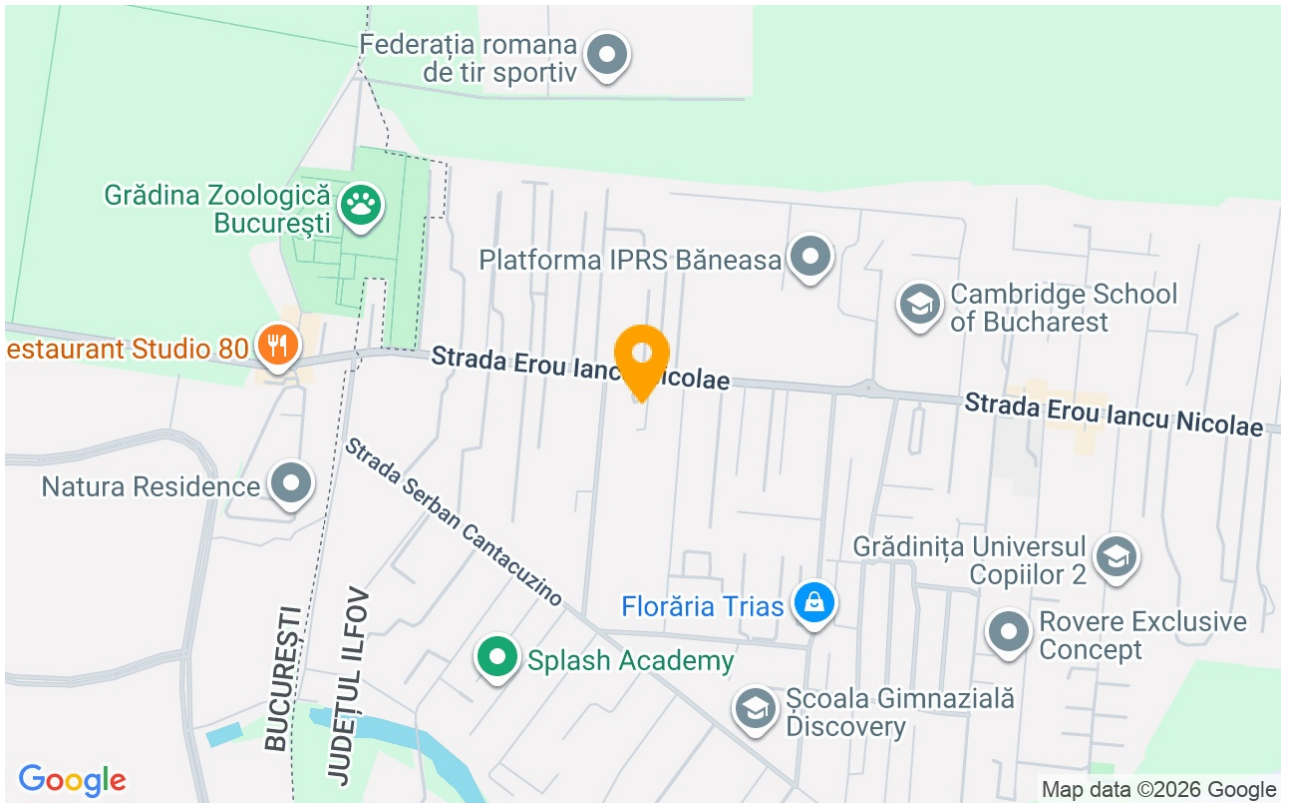 Federația romana
de tir sportiv
Grădina Zoologică
București
Platforma IPRS Băneasa
Cambridge School
of Bucharest
estaurant Studio 80
Strada Erou Iancu Nicolae
Strada Erou Iancu Nicolae
Natura Residence
Strada Serban Cantacuzino
Grădinița Universul
Copiilor 2
Florăria Trias
Rovere Exclusive
Concept
BUCUREȘTI
JUDEȚUL ILFOV
Splash Academy
Școala Gimnazială
Discovery
Google
Map data ©2026 Google